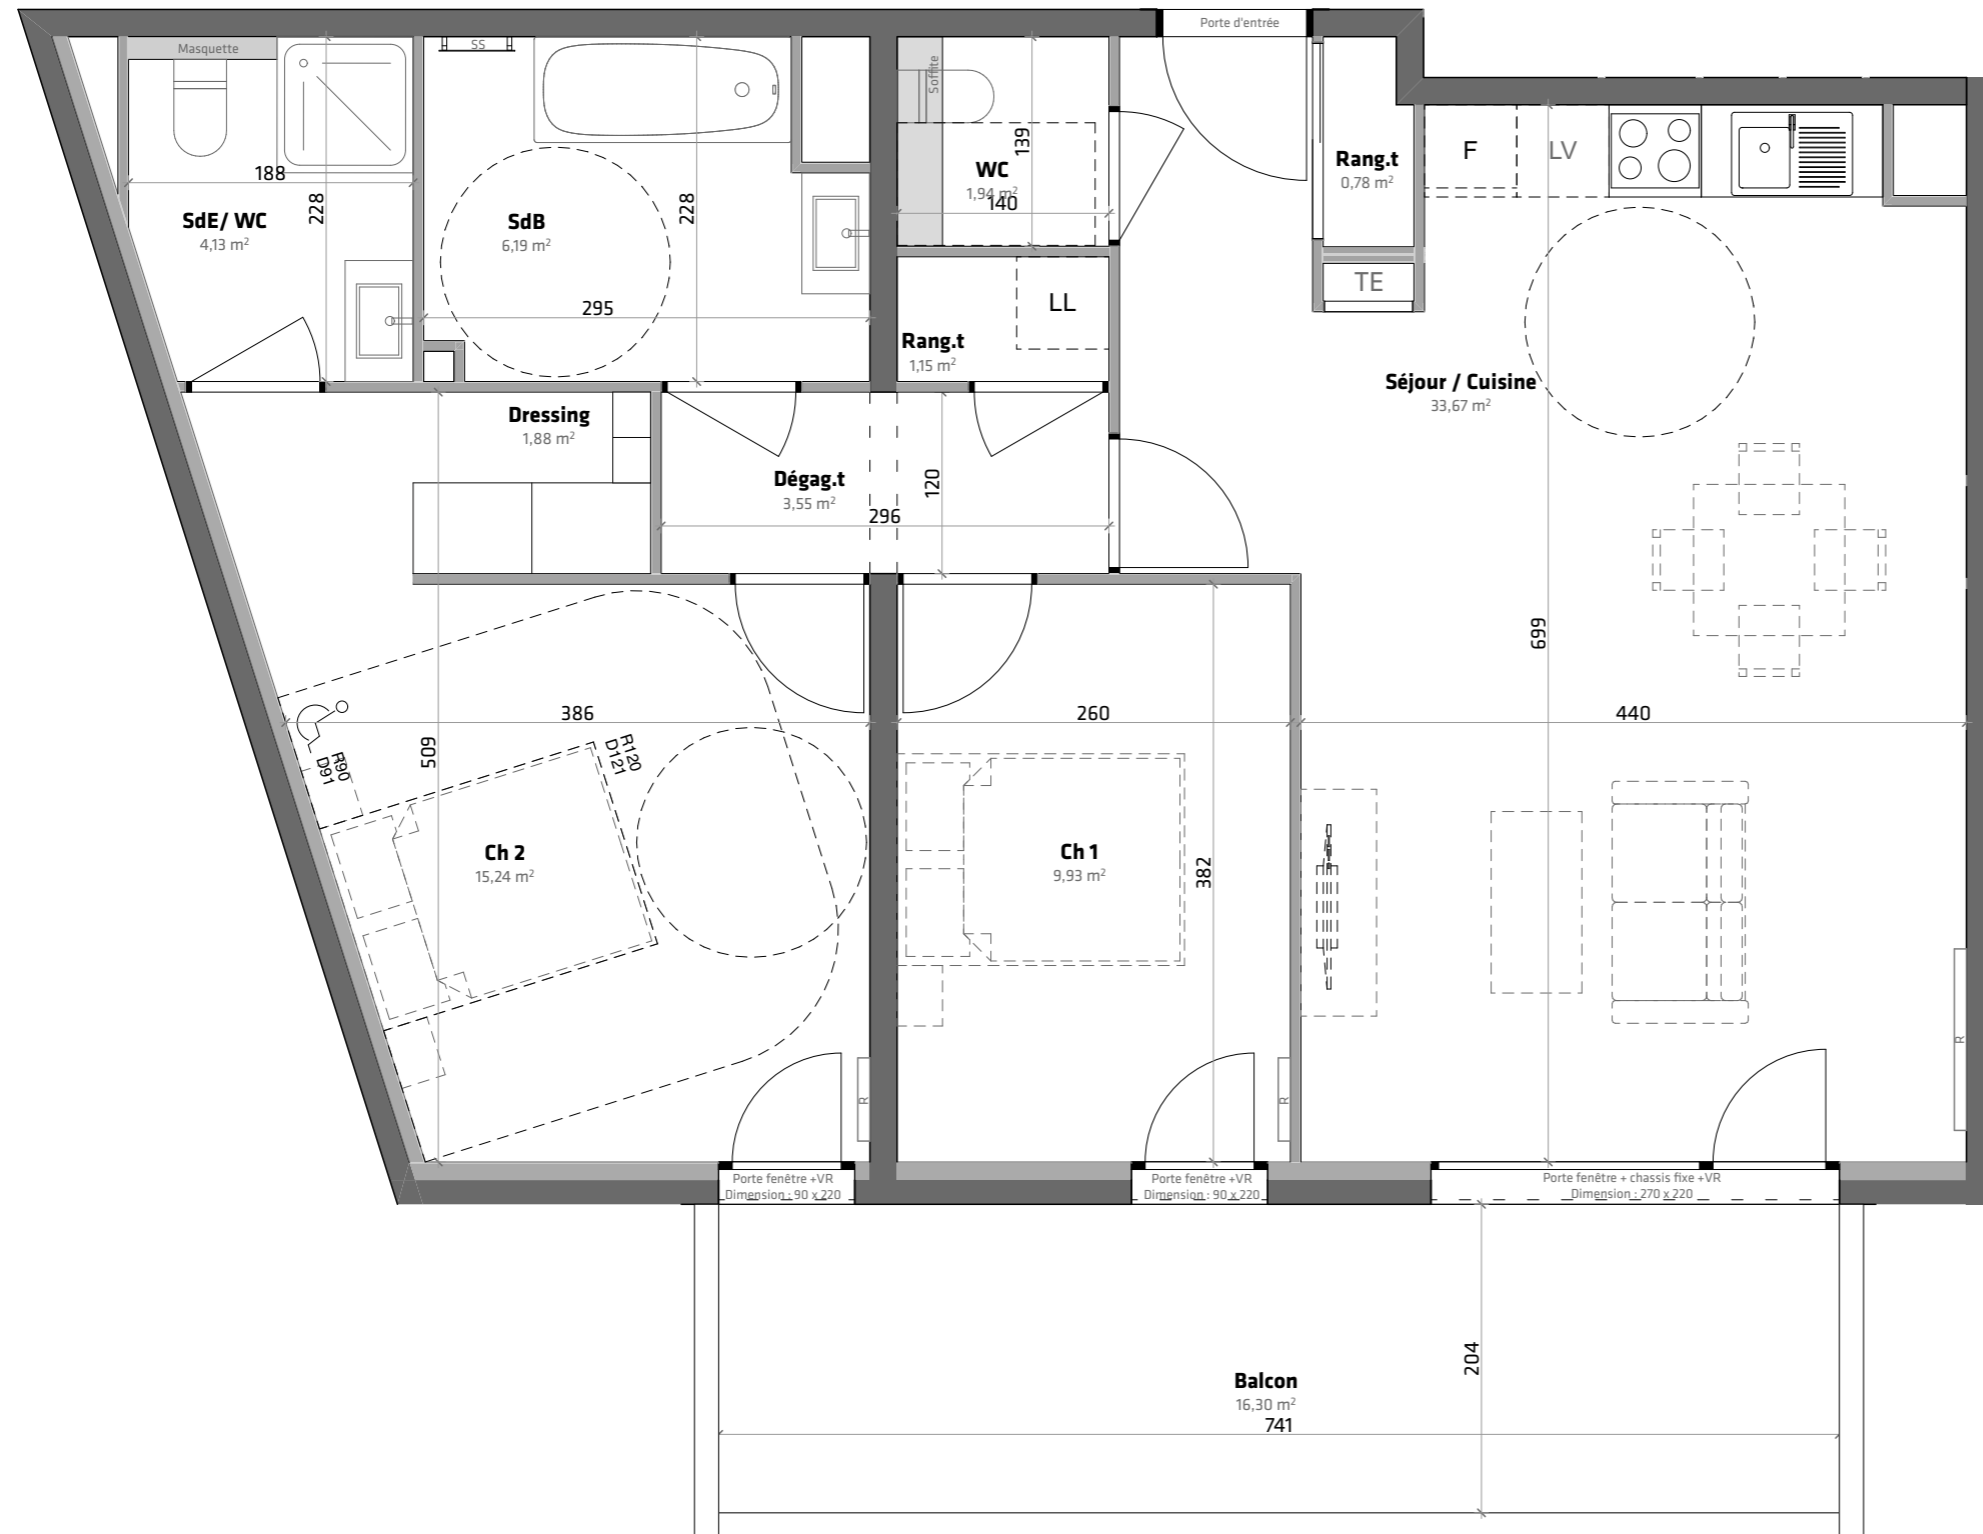 Porte d'entrée
Masquette
SS
Soffite
188
228
SdE/ WC
4,13 m²
SdB
6,19 m²
228
295
139
WC
1,94 m²
140
Rang.t
0,78 m²
F
LV
TE
LL
Rang.t
1,15 m²
Séjour / Cuisine
33,67 m²
Dressing
1,88 m²
Dégag.t
3,55 m²
120
296
699
386
260
440
509
R90
D91
R120
D121
Ch 2
15,24 m²
Ch 1
9,93 m²
382
R
R
R
Porte fenêtre +VR
Dimension : 90 x 220
Porte fenêtre +VR
Dimension : 90 x 220
Porte fenêtre + chassis fixe +VR
Dimension : 270 x 220
204
Balcon
16,30 m²
741